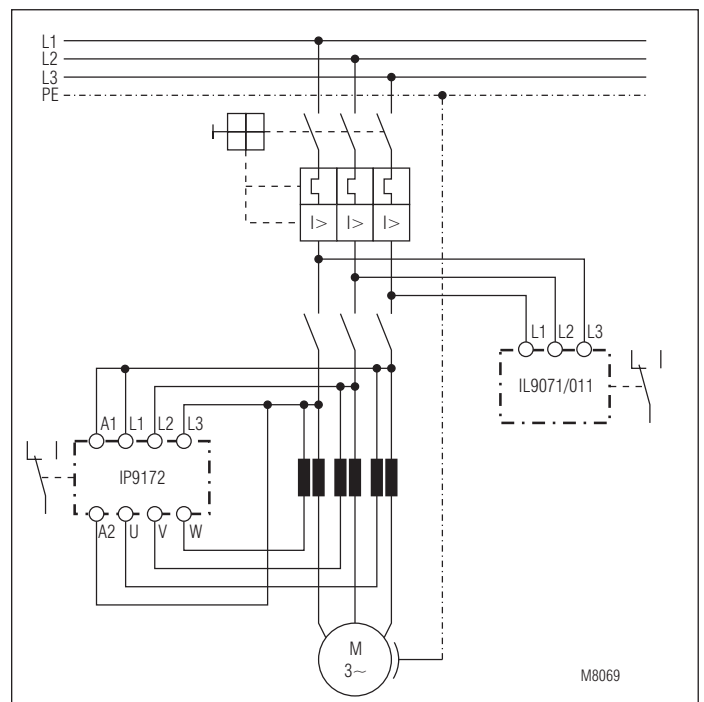 L1
L2
L3
PE
I> I> I>
L1 L2 L3
IL9071/011
A1 L1 L2 L3
IP9172
A2 U V W
M
3~
M8069